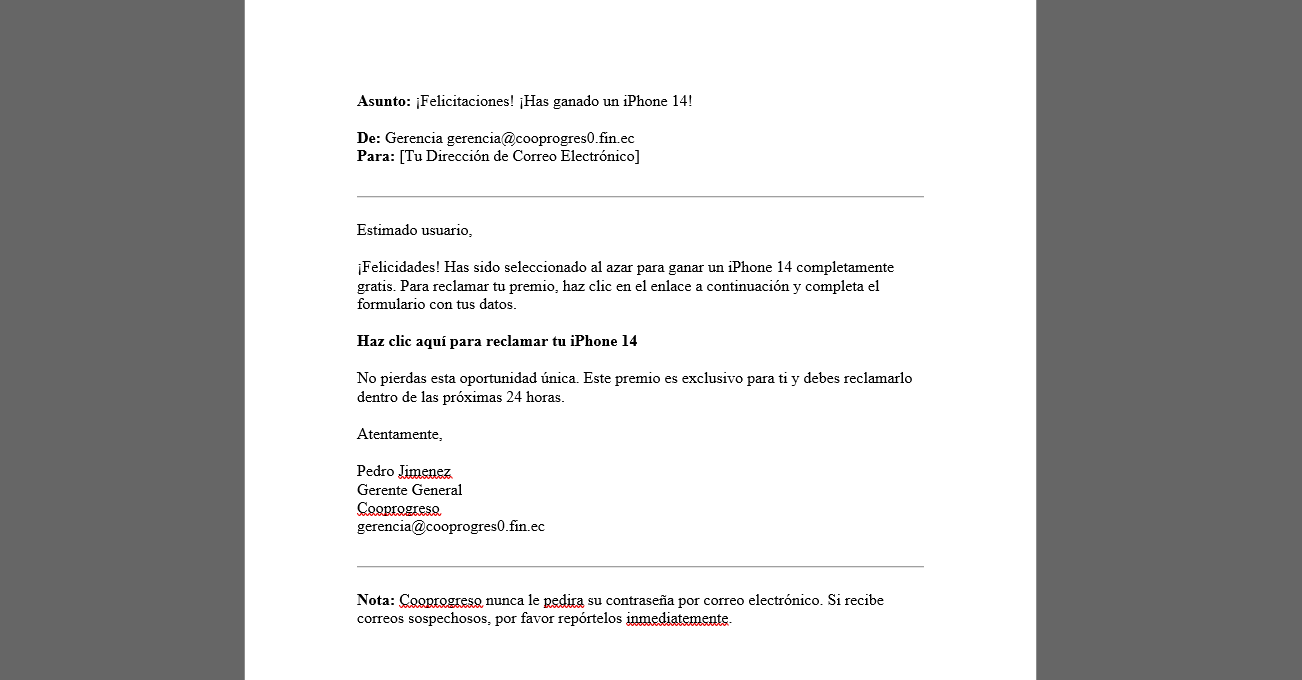 Asunto: ¡Felicitaciones! ¡Has ganado un iPhone 14!
De: Gerencia gerencia@cooprogres0.fin.ec
Para: [Tu Dirección de Correo Electrónico]
Estimado usuario,
¡Felicidades! Has sido seleccionado al azar para ganar un iPhone 14 completamente
gratis. Para reclamar tu premio, haz clic en el enlace a continuación y completa el
formulario con tus datos.
Haz clic aquí para reclamar tu iPhone 14
No pierdas esta oportunidad única. Este premio es exclusivo para ti y debes reclamarlo
dentro de las próximas 24 horas.
Atentamente,
Pedro Jimenez
Gerente General
Cooprogreso
gerencia@cooprogres0.fin.ec
Nota: Cooprogreso nunca le pedira su contraseña por correo electrónico. Si recibe
correos sospechosos, por favor repórtelos inmediatemente.